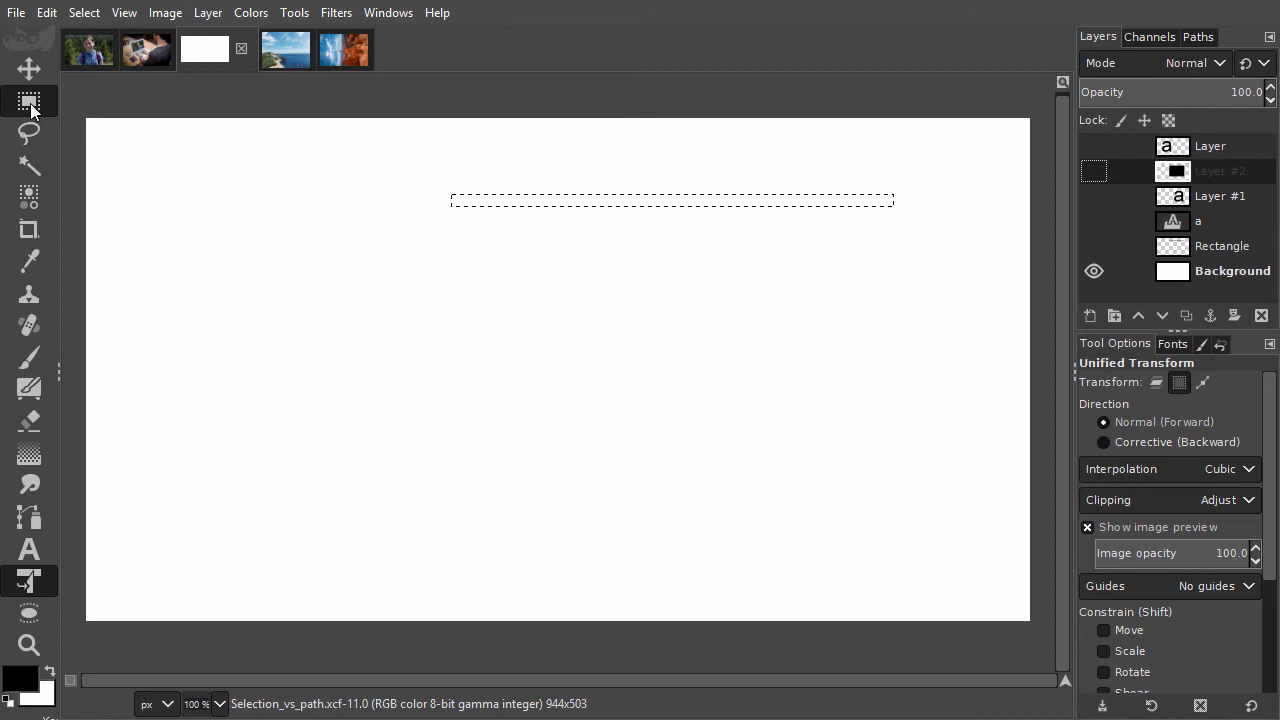 File Edit Select View Image Layer Colors Tools Filters Windows Help
Layers Channels Paths
Mode Normal
Opacity 100.0
Lock:
a Layer
Layer #2
a Layer #1
A a
Rectangle
Background
Tool Options Fonts
Unified Transform
Transform:
Direction
Normal (Forward)
Corrective (Backward)
Interpolation Cubic
Clipping Adjust
Show image preview
Image opacity 100.0
Guides No guides
Constrain (Shift)
Move
Scale
Rotate
Shear
px 100 % Selection_vs_path.xcf-11.0 (RGB color 8-bit gamma integer) 944x503